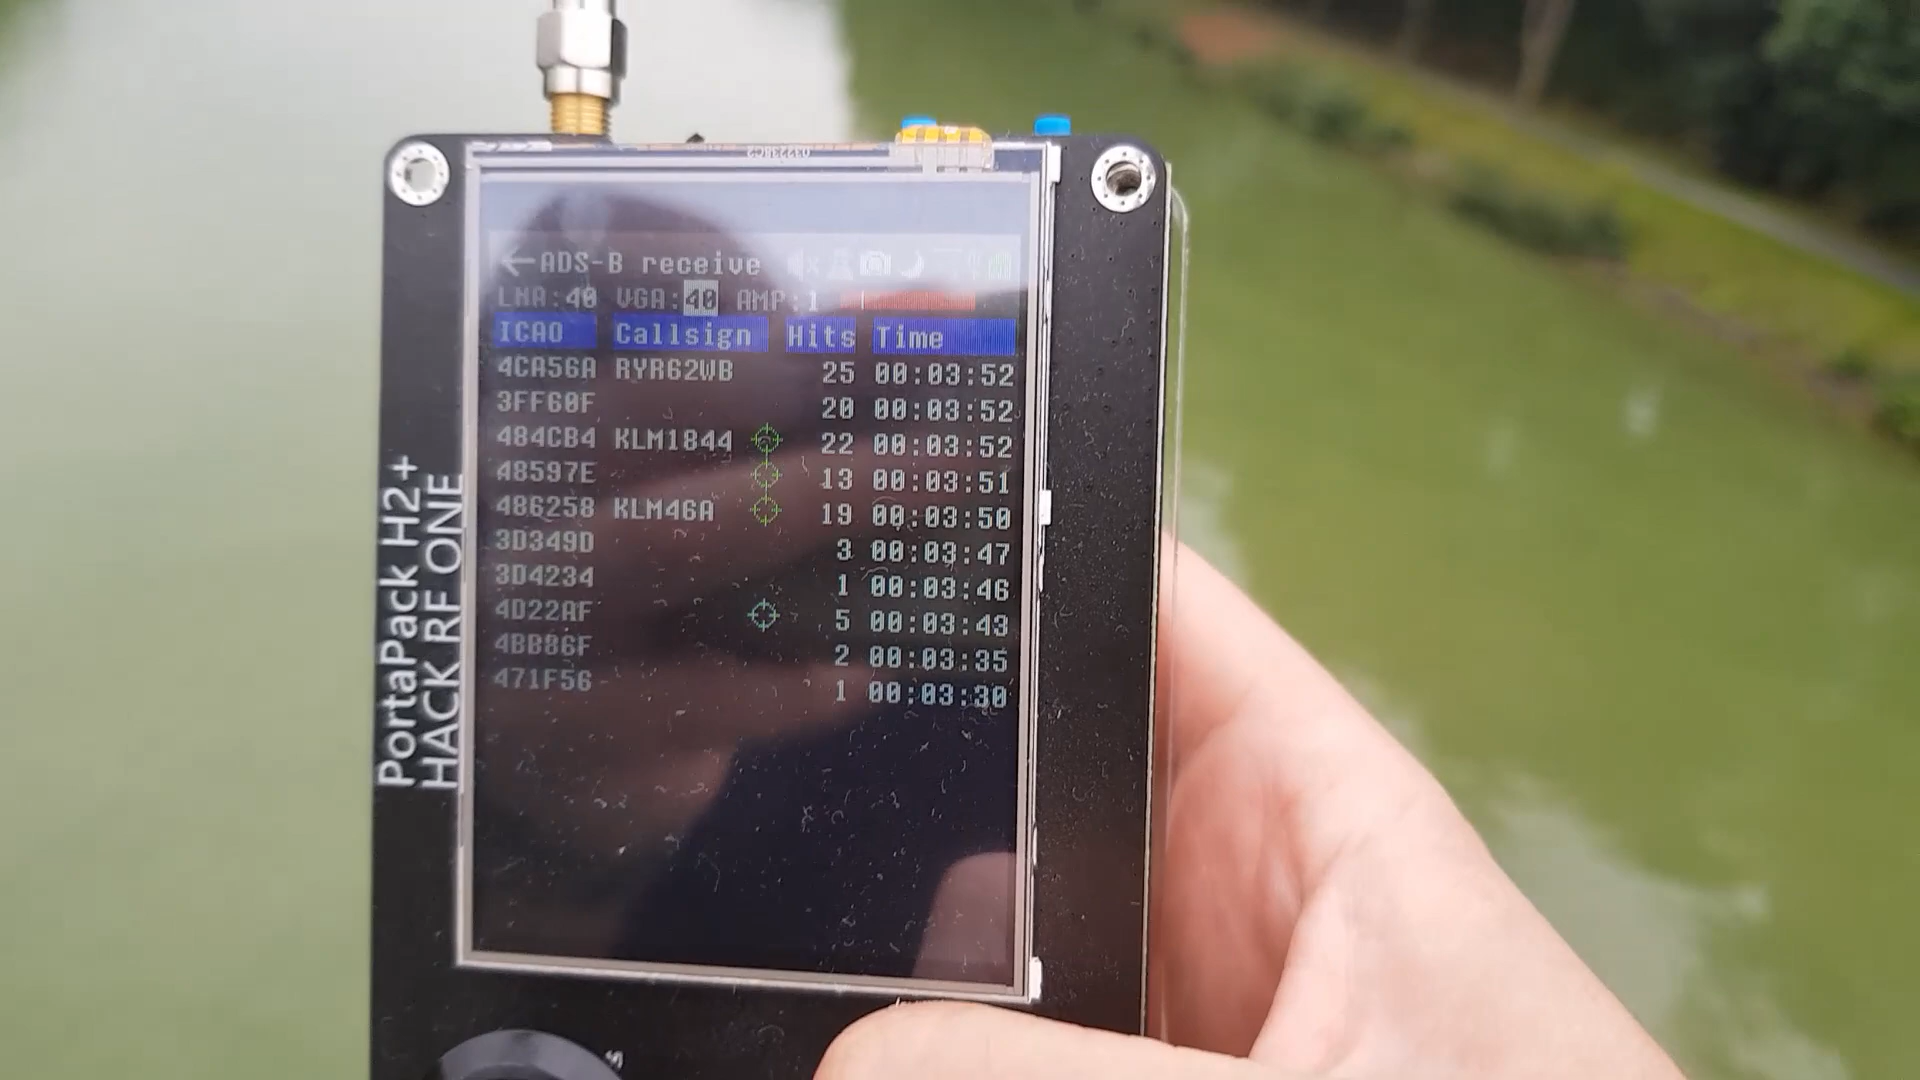 032238C2
ADS-B receive
LNA:40 VGA:40 AMP:1
ICAO Callsign Hits Time
4CA56A RYR62WB 25 00:03:52
3FF60F 20 00:03:52
484CB4 KLM1844 22 00:03:52
48597E 13 00:03:51
486258 KLM46A 19 00:03:50
3D349D 3 00:03:47
3D4234 1 00:03:46
4D22AF 5 00:03:43
4BB86F 2 00:03:35
471F56 1 00:03:30
PortaPack H2+
HACK RF ONE